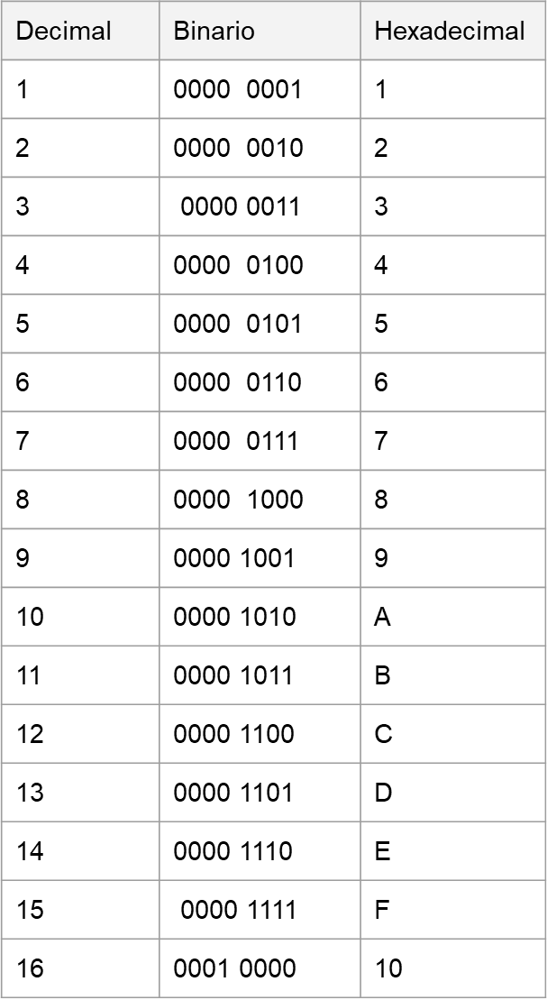 Decimal Binario Hexadecimal
1 0000  0001 1
2 0000  0010 2
3 0000 0011 3
4 0000  0100 4
5 0000  0101 5
6 0000  0110 6
7 0000  0111 7
8 0000  1000 8
9 0000 1001 9
10 0000 1010 A
11 0000 1011 B
12 0000 1100 C
13 0000 1101 D
14 0000 1110 E
15 0000 1111 F
16 0001 0000 10